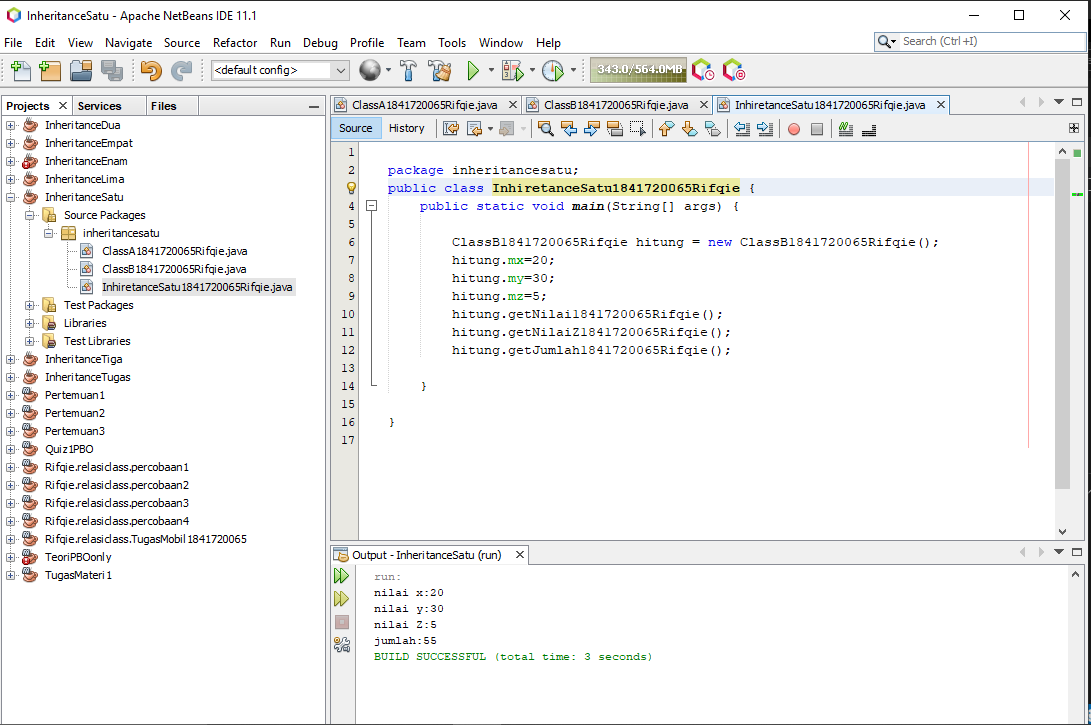 InheritanceSatu - Apache NetBeans IDE 11.1
File Edit View Navigate Source Refactor Run Debug Profile Team Tools Window Help
Search (Ctrl+I)
<default config>
343.0/564.0MB
Projects Services Files
InheritanceDua
InheritanceEmpat
InheritanceEnam
InheritanceLima
InheritanceSatu
Source Packages
inheritancesatu
ClassA1841720065Rifqie.java
ClassB1841720065Rifqie.java
InhiretanceSatu1841720065Rifqie.java
Test Packages
Libraries
Test Libraries
InheritanceTiga
InheritanceTugas
Pertemuan1
Pertemuan2
Pertemuan3
Quiz1PBO
Rifqie.relasiclass.percobaan1
Rifqie.relasiclass.percobaan2
Rifqie.relasiclass.percobaan3
Rifqie.relasiclass.percobaan4
Rifqie.relasiclass.TugasMobil1841720065
TeoriPBOonly
TugasMateri1
ClassA1841720065Rifqie.java ClassB1841720065Rifqie.java InhiretanceSatu1841720065Rifqie.java
Source History
1
2 package inheritancesatu;
public class InhiretanceSatu1841720065Rifqie {
4 public static void main(String[] args) {
5
6 ClassB1841720065Rifqie hitung = new ClassB1841720065Rifqie();
7 hitung.mx=20;
8 hitung.my=30;
9 hitung.mz=5;
10 hitung.getNilai1841720065Rifqie();
11 hitung.getNilaiZ1841720065Rifqie();
12 hitung.getJumlah1841720065Rifqie();
13
14 }
15
16 }
17
Output - InheritanceSatu (run)
run:
nilai x:20
nilai y:30
nilai Z:5
jumlah:55
BUILD SUCCESSFUL (total time: 3 seconds)